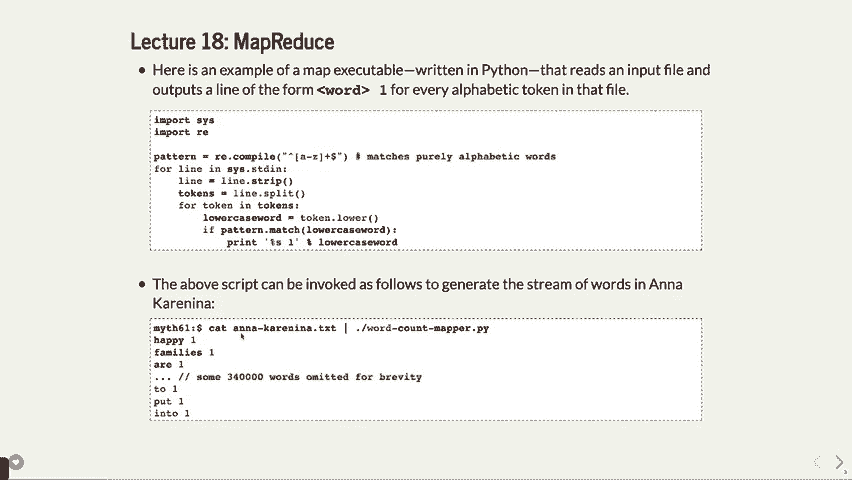 Lecture 18: MapReduce
• Here is an example of a map executable—written in Python—that reads an input file and
outputs a line of the form <word> 1 for every alphabetic token in that file.
import sys
import re
pattern = re.compile("^[a-z]+$") # matches purely alphabetic words
for line in sys.stdin:
    line = line.strip()
    tokens = line.split()
    for token in tokens:
        lowercaseword = token.lower()
        if pattern.match(lowercaseword):
            print '%s 1' % lowercaseword
• The above script can be invoked as follows to generate the stream of words in Anna
Karenina:
myth61:$ cat anna-karenina.txt | ./word-count-mapper.py
happy 1
families 1
are 1
... // some 340000 words omitted for brevity
to 1
put 1
into 1